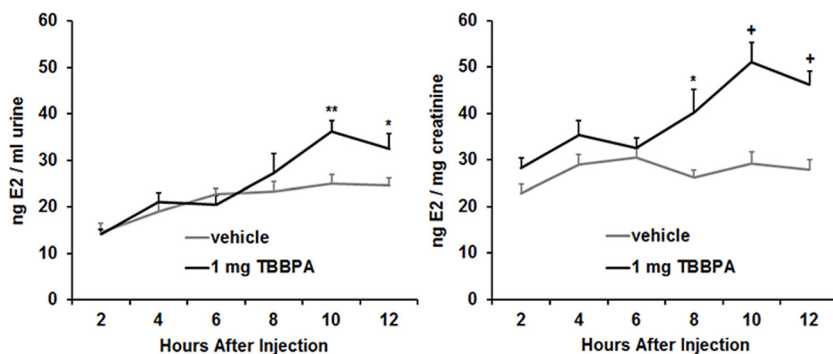 60
50
40
30
20
10
0
ng E2 / ml urine
**
*
vehicle
1 mg TBBPA
2 4 6 8 10 12
Hours After Injection
60
50
40
30
20
10
0
ng E2 / mg creatinine
*
+
+
vehicle
1 mg TBBPA
2 4 6 8 10 12
Hours After Injection